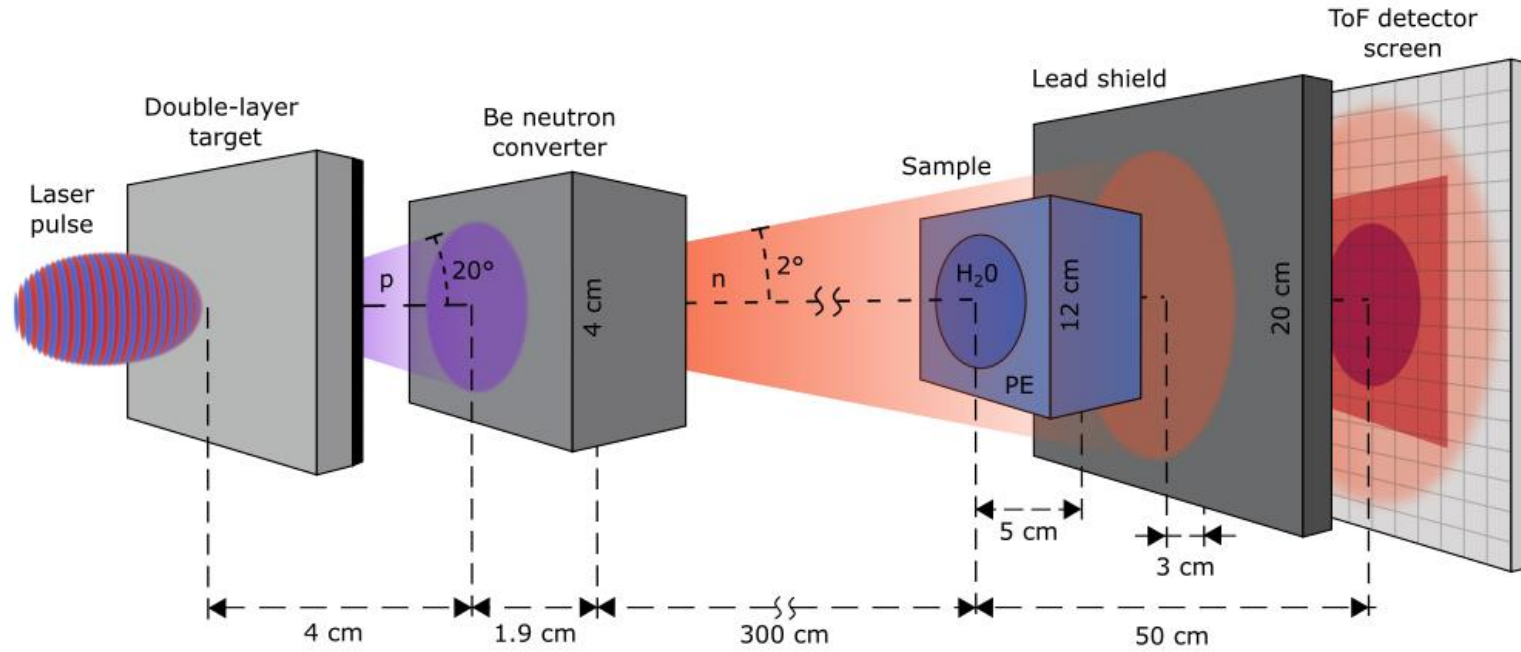 ToF detector
screen
Lead shield
Double-layer
target
Be neutron
converter
Sample
Laser
pulse
p
20°
4 cm
n
2°
H₂0
12 cm
PE
20 cm
5 cm
3 cm
4 cm
1.9 cm
300 cm
50 cm